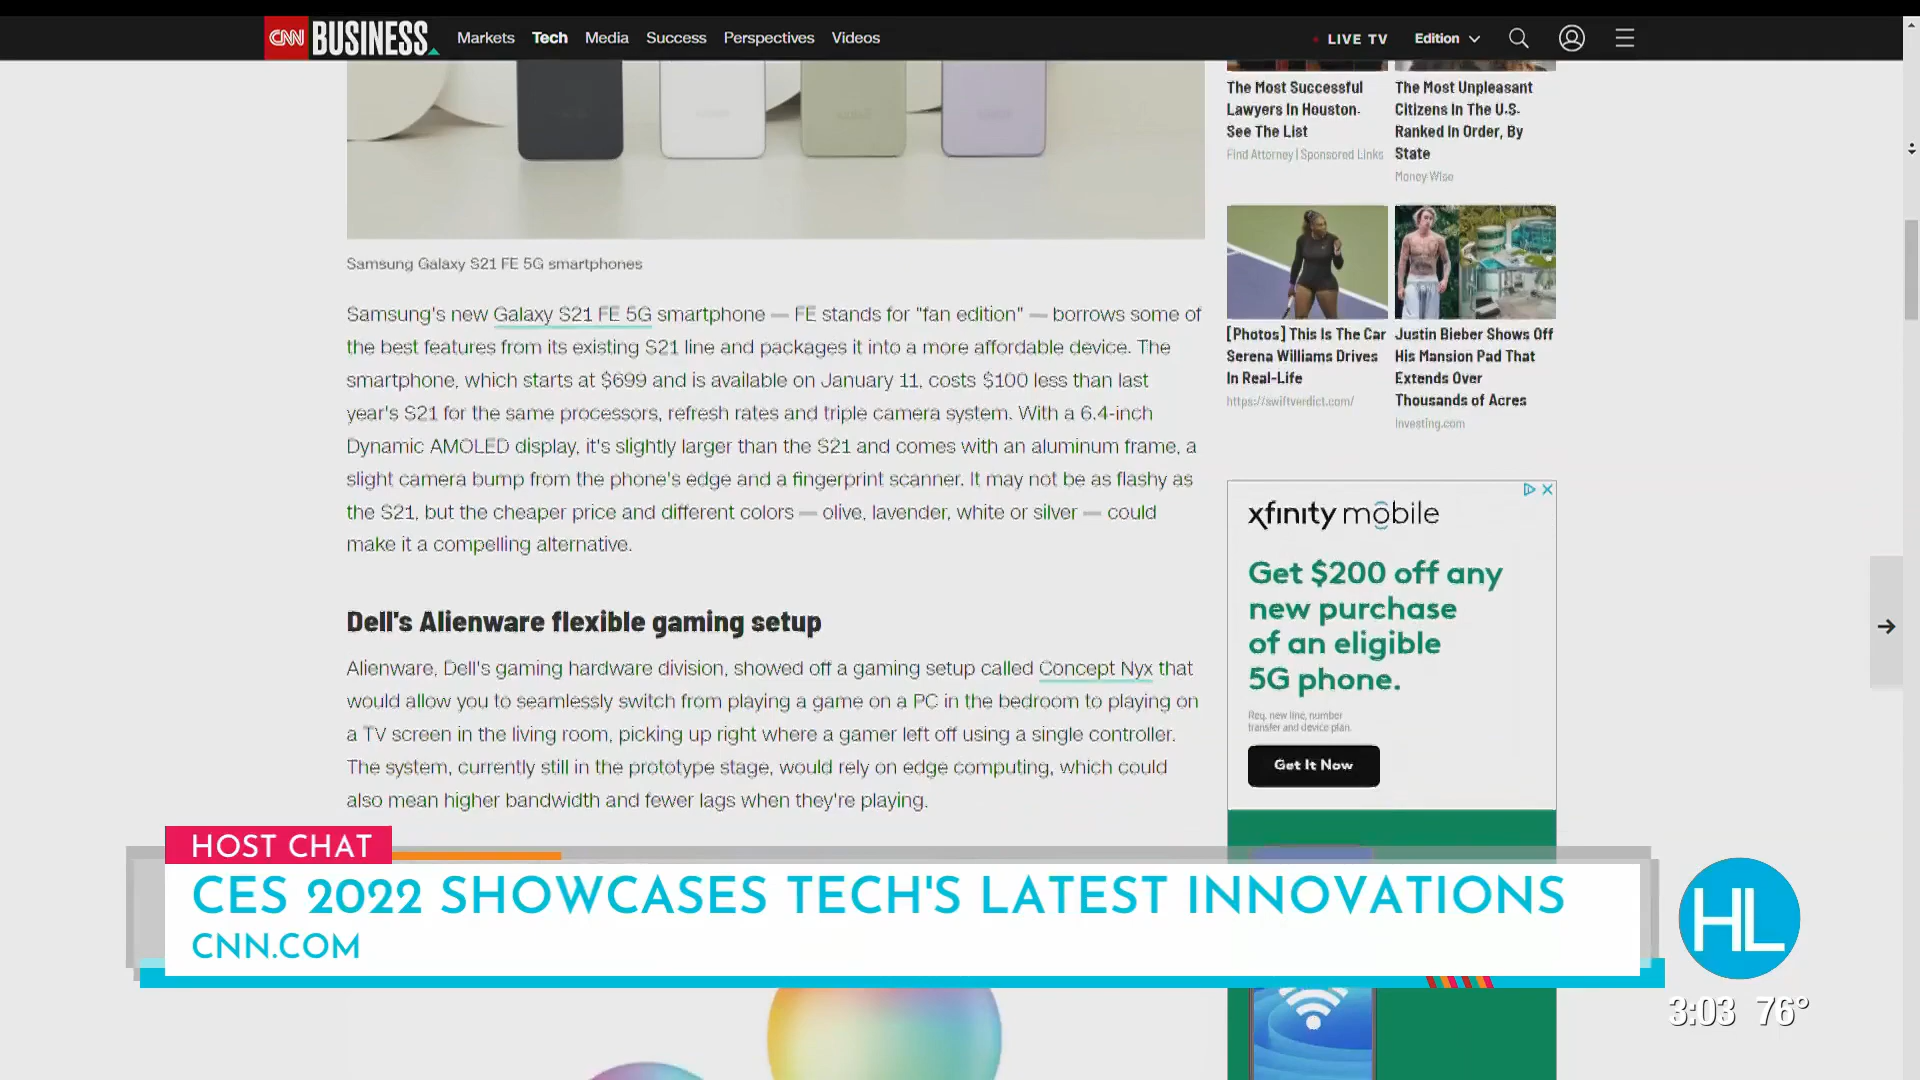 CNN BUSINESS Markets Tech Media Success Perspectives Videos LIVE TV Edition
Samsung Galaxy S21 FE 5G smartphones
Samsung's new Galaxy S21 FE 5G smartphone — FE stands for "fan edition" — borrows some of
the best features from its existing S21 line and packages it into a more affordable device. The
smartphone, which starts at $699 and is available on January 11, costs $100 less than last
year's S21 for the same processors, refresh rates and triple camera system. With a 6.4-inch
Dynamic AMOLED display, it's slightly larger than the S21 and comes with an aluminum frame, a
slight camera bump from the phone's edge and a fingerprint scanner. It may not be as flashy as
the S21, but the cheaper price and different colors — olive, lavender, white or silver — could
make it a compelling alternative.
Dell's Alienware flexible gaming setup
Alienware, Dell's gaming hardware division, showed off a gaming setup called Concept Nyx that
would allow you to seamlessly switch from playing a game on a PC in the bedroom to playing on
a TV screen in the living room, picking up right where a gamer left off using a single controller.
The system, currently still in the prototype stage, would rely on edge computing, which could
also mean higher bandwidth and fewer lags when they're playing.
The Most Successful
Lawyers In Houston-
See The List
Find Attorney | Sponsored Links
The Most Unpleasant
Citizens In The U.S.
Ranked In Order, By
State
Money Wise
[Photos] This Is The Car
Serena Williams Drives
In Real-Life
https://swiftverdict.com/
Justin Bieber Shows Off
His Mansion Pad That
Extends Over
Thousands of Acres
Investing.com
xfinity mobile
Get $200 off any
new purchase
of an eligible
5G phone.
Req. new line, number
transfer and device plan.
Get It Now
HOST CHAT
CES 2022 SHOWCASES TECH'S LATEST INNOVATIONS
CNN.COM
HL
3:03 76°